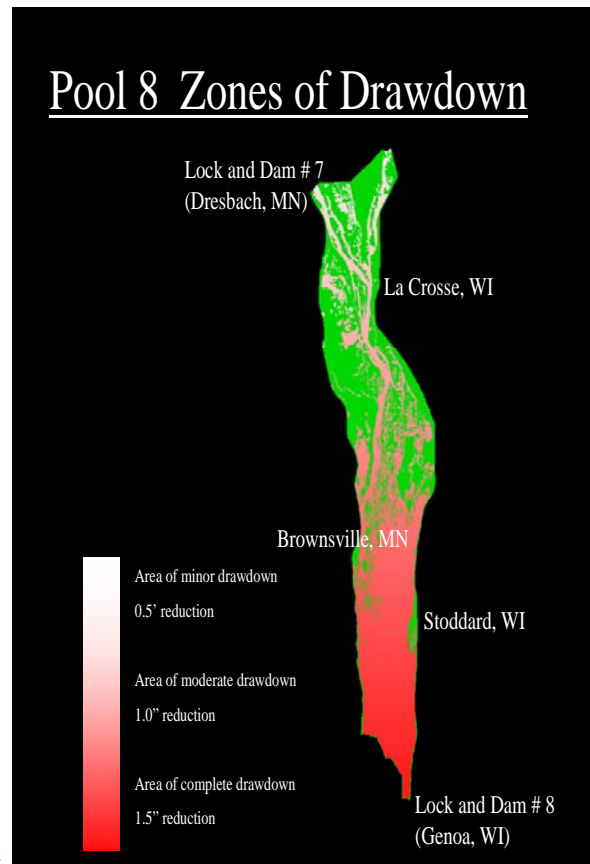 Pool 8 Zones of Drawdown
Lock and Dam # 7
(Dresbach, MN)
La Crosse, WI
Brownsville, MN
Area of minor drawdown
0.5’ reduction
Stoddard, WI
Area of moderate drawdown
1.0” reduction
Area of complete drawdown
1.5” reduction
Lock and Dam # 8
(Genoa, WI)